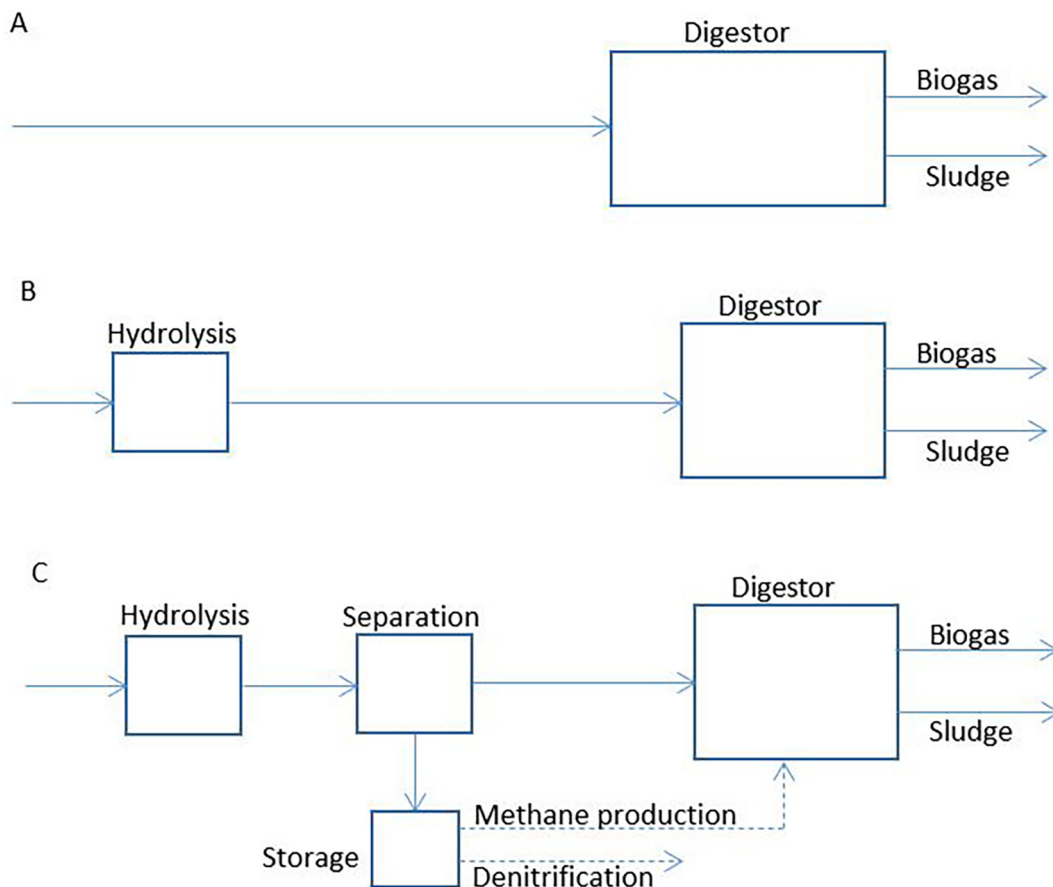 A
Digestor
Biogas
Sludge
B
Hydrolysis
Digestor
Biogas
Sludge
C
Hydrolysis
Separation
Digestor
Biogas
Sludge
Methane production
Storage
Denitrification